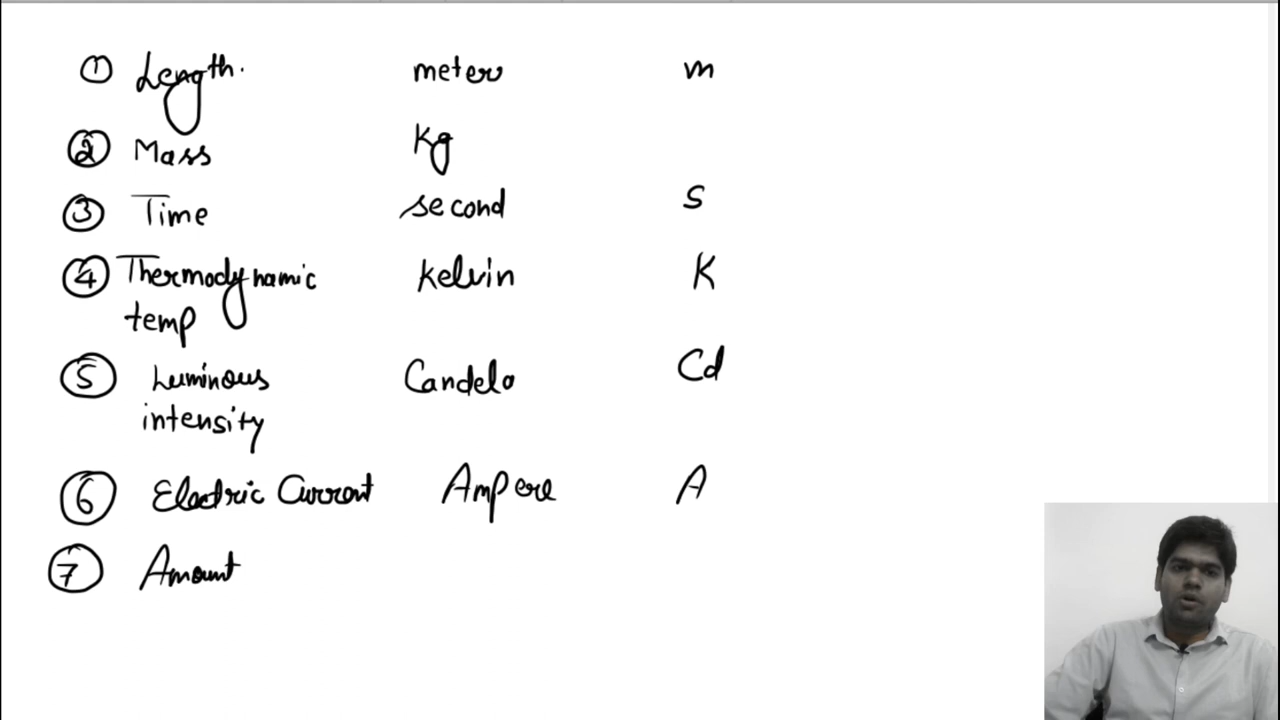 ① Length. meter m
② Mass Kg
③ Time second S
④ Thermodynamic Kelvin K
temp
⑤ Luminous Candela Cd
intensity
⑥ Electric Current Ampere A
⑦ Amount